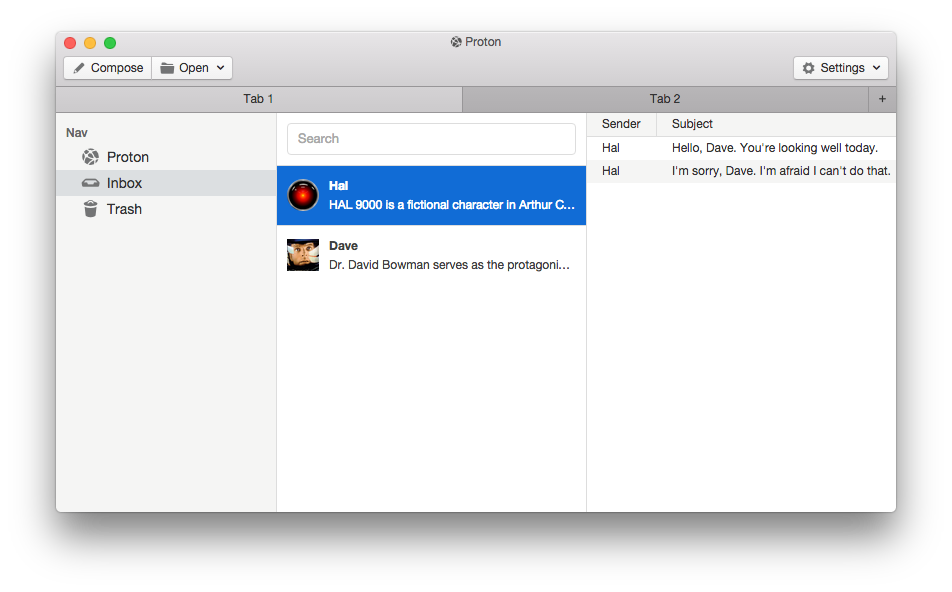 Proton
Compose
Open
Settings
Tab 1
Tab 2
+
Nav
Proton
Inbox
Trash
Search
Hal
HAL 9000 is a fictional character in Arthur C…
Dave
Dr. David Bowman serves as the protagoni…
Sender Subject
Hal Hello, Dave. You're looking well today.
Hal I'm sorry, Dave. I'm afraid I can't do that.